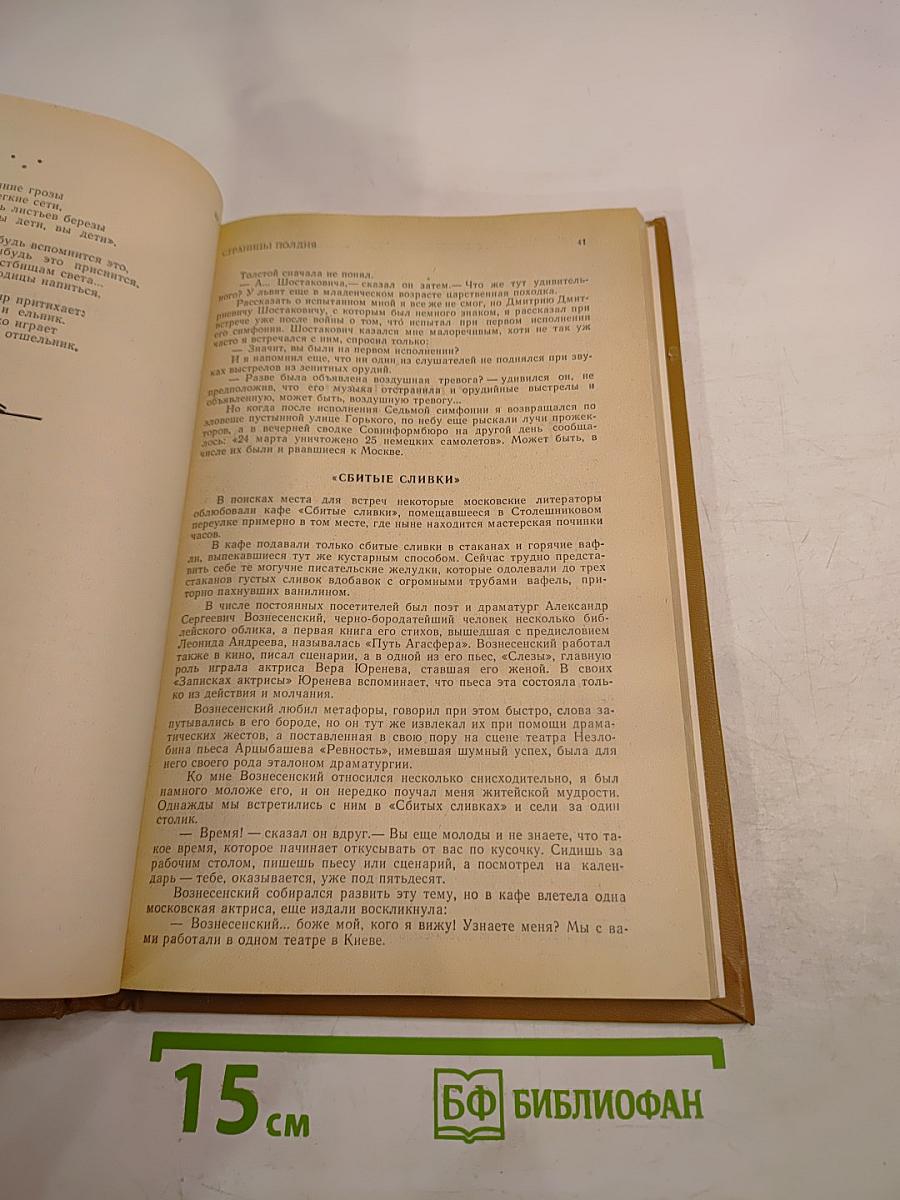 грозы
сети,
листьев березы
дети, вы дети».
вспомнится это,
это приснится,
света...
напиться,
притихает:
и ельник.
играет
отшельник.
СТРАНИЦЫ ПОЛДНЯ
41
Толстой сначала не понял.
— А... Шостаковича,— сказал он затем.— Что же тут удивитель-
ного? У львят еще в младенческом возрасте царственная походка.
Рассказать о испытанном мной я все же не смог, но Дмитрию Дмит-
риевичу Шостаковичу, с которым был немного знаком, я рассказал при
встрече уже после войны о том, что испытал при первом исполнении
его симфонии. Шостакович казался мне малоречивым, хотя не так уж
часто я встречался с ним, спросил только:
— Значит, вы были на первом исполнении?
И я напомнил еще, что ни один из слушателей не поднялся при зву-
ках выстрелов из зенитных орудий.
— Разве была объявлена воздушная тревога? — удивился он, не
предположив, что его музыка отстранила и орудийные выстрелы и
объявленную, может быть, воздушную тревогу...
Но когда после исполнения Седьмой симфонии я возвращался по
зловеще пустынной улице Горького, по небу еще рыскали лучи прожек-
торов, а в вечерней сводке Совинформбюро на другой день сообща-
лось: «24 марта уничтожено 25 немецких самолетов». Может быть, в
числе их были и рвавшиеся к Москве.
«СБИТЫЕ СЛИВКИ»
В поисках места для встреч некоторые московские литераторы
облюбовали кафе «Сбитые сливки», помещавшееся в Столешниковом
переулке примерно в том месте, где ныне находится мастерская починки
часов.
В кафе подавали только сбитые сливки в стаканах и горячие ваф-
ли, выпекавшиеся тут же кустарным способом. Сейчас трудно предста-
вить себе те могучие писательские желудки, которые одолевали до трех
стаканов густых сливок вдобавок с огромными трубами вафель, при-
торно пахнувших ванилином.
В числе постоянных посетителей был поэт и драматург Александр
Сергеевич Вознесенский, черно-бородатейший человек несколько биб-
лейского облика, а первая книга его стихов, вышедшая с предисловием
Леонида Андреева, называлась «Путь Агасфера». Вознесенский работал
также в кино, писал сценарии, а в одной из его пьес, «Слезы», главную
роль играла актриса Вера Юренева, ставшая его женой. В своих
«Записках актрисы» Юренева вспоминает, что пьеса эта состояла толь-
ко из действия и молчания.
Вознесенский любил метафоры, говорил при этом быстро, слова за-
путывались в его бороде, но он тут же извлекал их при помощи драма-
тических жестов, а поставленная в свою пору на сцене театра Незло-
бина пьеса Арцыбашева «Ревность», имевшая шумный успех, была для
него своего рода эталоном драматургии.
Ко мне Вознесенский относился несколько снисходительно, я был
намного моложе его, и он нередко поучал меня житейской мудрости.
Однажды мы встретились с ним в «Сбитых сливках» и сели за один
столик.
— Время! — сказал он вдруг.— Вы еще молоды и не знаете, что та-
кое время, которое начинает откусывать от вас по кусочку. Сидишь за
рабочим столом, пишешь пьесу или сценарий, а посмотрел на кален-
дарь — тебе, оказывается, уже под пятьдесят.
Вознесенский собирался развить эту тему, но в кафе влетела одна
московская актриса, еще издали воскликнула:
— Вознесенский... боже мой, кого я вижу! Узнаете меня? Мы с ва-
ми работали в одном театре в Киеве.
15 см
БФ БИБЛИОФАН